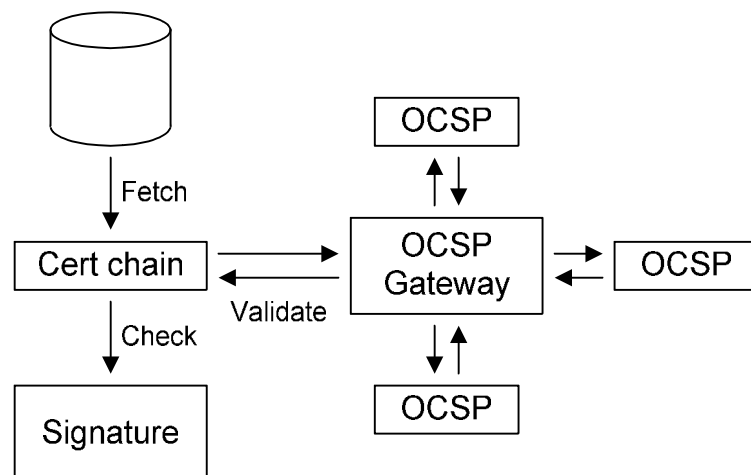 OCSP
Fetch
Cert chain
OCSP
Gateway
OCSP
Validate
Check
OCSP
Signature